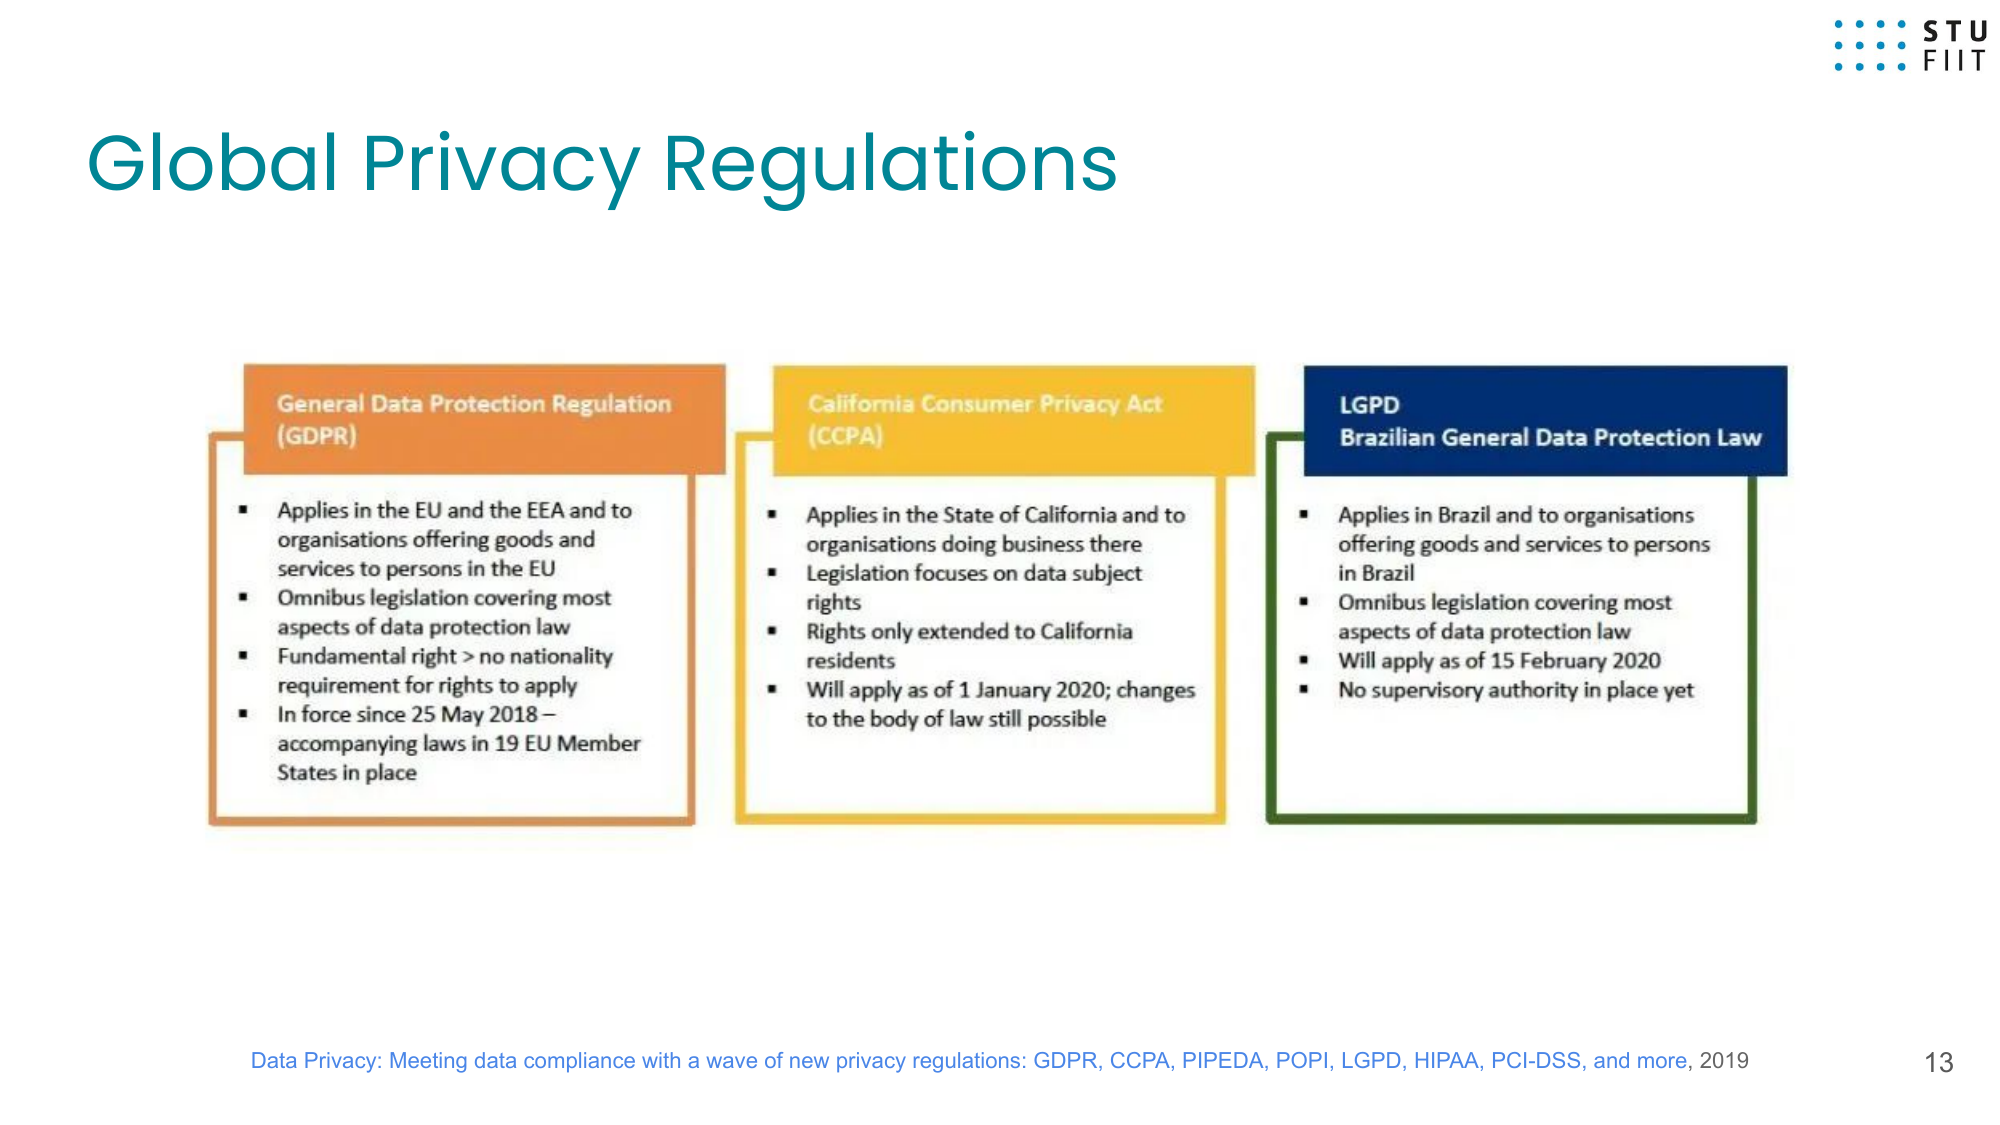 STU
FIIT
Global Privacy Regulations
General Data Protection Regulation
(GDPR)
▪ Applies in the EU and the EEA and to
organisations offering goods and
services to persons in the EU
▪ Omnibus legislation covering most
aspects of data protection law
▪ Fundamental right > no nationality
requirement for rights to apply
▪ In force since 25 May 2018 –
accompanying laws in 19 EU Member
States in place
California Consumer Privacy Act
(CCPA)
▪ Applies in the State of California and to
organisations doing business there
▪ Legislation focuses on data subject
rights
▪ Rights only extended to California
residents
▪ Will apply as of 1 January 2020; changes
to the body of law still possible
LGPD
Brazilian General Data Protection Law
▪ Applies in Brazil and to organisations
offering goods and services to persons
in Brazil
▪ Omnibus legislation covering most
aspects of data protection law
▪ Will apply as of 15 February 2020
▪ No supervisory authority in place yet
Data Privacy: Meeting data compliance with a wave of new privacy regulations: GDPR, CCPA, PIPEDA, POPI, LGPD, HIPAA, PCI-DSS, and more, 2019
13